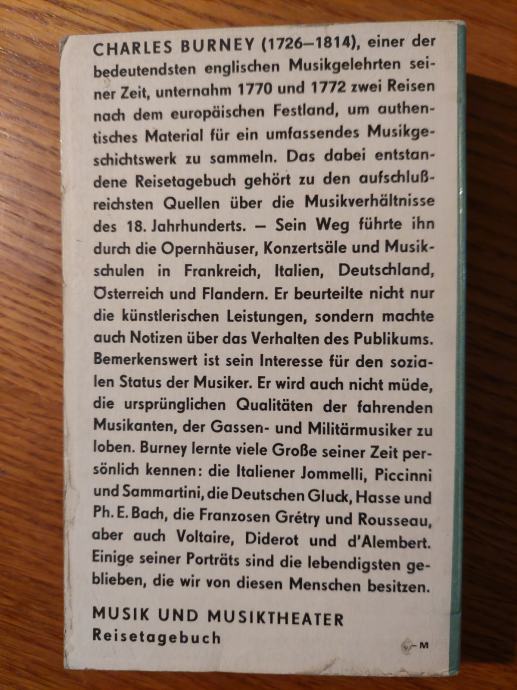 CHARLES BURNEY (1726—1814), einer der
bedeutendsten englischen Musikgelehrten sei-
ner Zeit, unternahm 1770 und 1772 zwei Reisen
nach dem europäischen Festland, um authen-
tisches Material für ein umfassendes Musikge-
schichtswerk zu sammeln. Das dabei entstan-
dene Reisetagebuch gehört zu den aufschluß-
reichsten Quellen über die Musikverhältnisse
des 18. Jahrhunderts. — Sein Weg führte ihn
durch die Opernhäuser, Konzertsäle und Musik-
schulen in Frankreich, Italien, Deutschland,
Österreich und Flandern. Er beurteilte nicht nur
die künstlerischen Leistungen, sondern machte
auch Notizen über das Verhalten des Publikums.
Bemerkenswert ist sein Interesse für den sozia-
len Status der Musiker. Er wird auch nicht müde,
die ursprünglichen Qualitäten der fahrenden
Musikanten, der Gassen- und Militärmusiker zu
loben. Burney lernte viele Große seiner Zeit per-
sönlich kennen: die Italiener Jommelli, Piccinni
und Sammartini, die Deutschen Gluck, Hasse und
Ph. E. Bach, die Franzosen Grétry und Rousseau,
aber auch Voltaire, Diderot und d'Alembert.
Einige seiner Porträts sind die lebendigsten ge-
blieben, die wir von diesen Menschen besitzen.
MUSIK UND MUSIKTHEATER
Reisetagebuch
—M